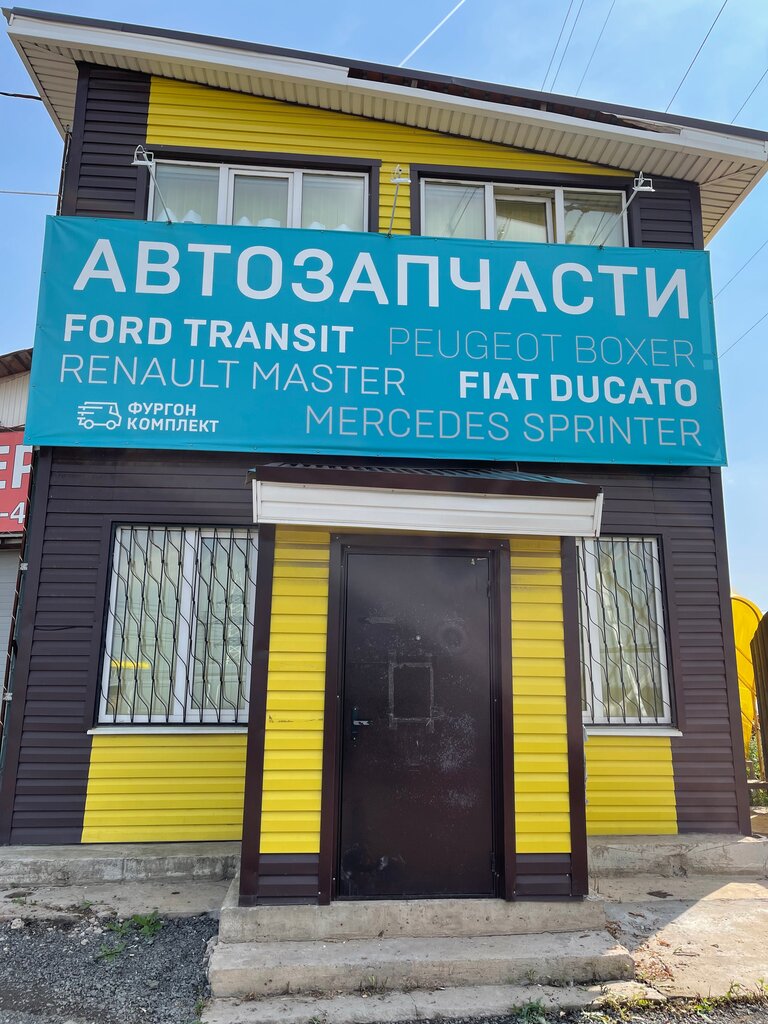 АВТОЗАПЧАСТИ
FORD TRANSIT PEUGEOT BOXER
RENAULT MASTER FIAT DUCATO
ФУРГОН
КОМПЛЕКТ
MERCEDES SPRINTER